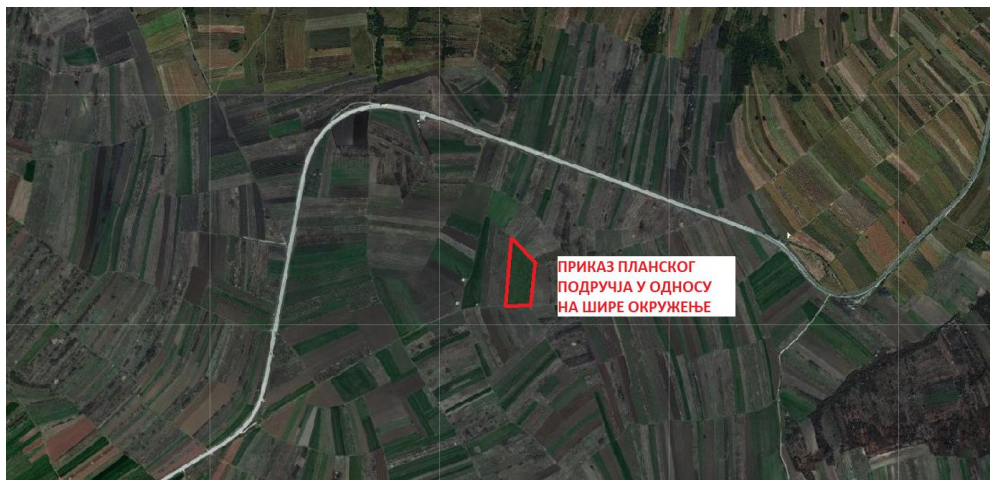 ПРИКАЗ ПЛАНСКОГ
ПОДРУЧЈА У ОДНОСУ
НА ШИРЕ ОКРУЖЕЊЕ